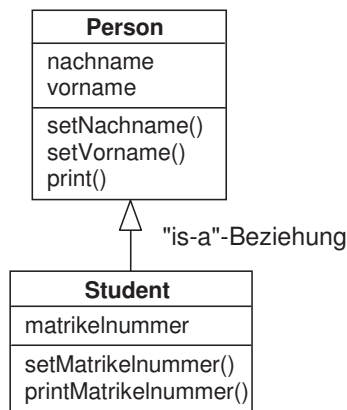 Person
nachname
vorname
setNachname()
setVorname()
print()
"is-a"-Beziehung
Student
matrikelnummer
setMatrikelnummer()
printMatrikelnummer()